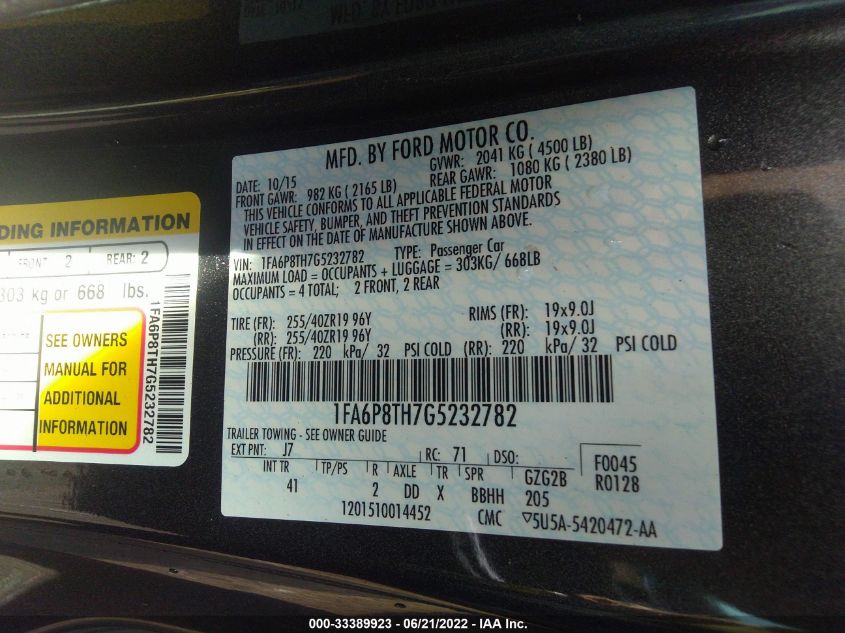 MFD. BY FORD MOTOR CO.
DATE: 10/15 GVWR: 2041 KG ( 4500 LB)
FRONT GAWR: 982 KG ( 2165 LB) REAR GAWR: 1080 KG ( 2380 LB)
THIS VEHICLE CONFORMS TO ALL APPLICABLE FEDERAL MOTOR
VEHICLE SAFETY, BUMPER, AND THEFT PREVENTION STANDARDS
IN EFFECT ON THE DATE OF MANUFACTURE SHOWN ABOVE.
VIN: 1FA6P8TH7G5232782 TYPE: Passenger Car
MAXIMUM LOAD = OCCUPANTS + LUGGAGE = 303KG/ 668LB
OCCUPANTS = 4 TOTAL; 2 FRONT, 2 REAR
TIRE (FR): 255/40ZR19 96Y RIMS (FR): 19x9.0J
(RR): 255/40ZR19 96Y (RR): 19x9.0J
PRESSURE (FR): 220 kPa/ 32 PSI COLD (RR): 220 kPa/ 32 PSI COLD
1FA6P8TH7G5232782
TRAILER TOWING - SEE OWNER GUIDE
EXT PNT: J7 RC: 71 DSO: F0045
INT TR TP/PS R AXLE TR SPR GZG2B R0128
41 2 DD X BBHH 205
1201510014452 CMC 5U5A-5420472-AA
DING INFORMATION
FRONT 2 REAR: 2
303 kg or 668 lbs.
SEE OWNERS
MANUAL FOR
ADDITIONAL
INFORMATION
1FA6P8TH7G5232782
000-33389923 - 06/21/2022 - IAA Inc.